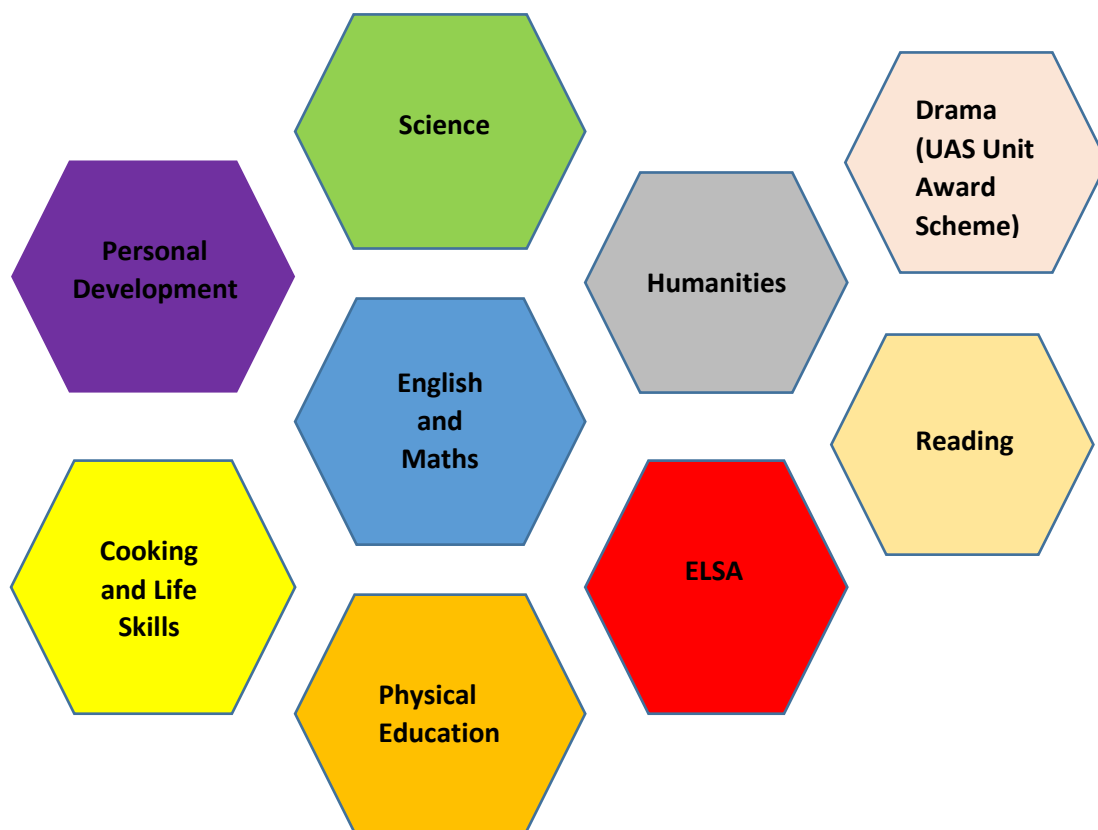 Science
Drama
(UAS Unit
Award
Scheme)
Personal
Development
Humanities
English
and
Maths
Reading
Cooking
and Life
Skills
ELSA
Physical
Education